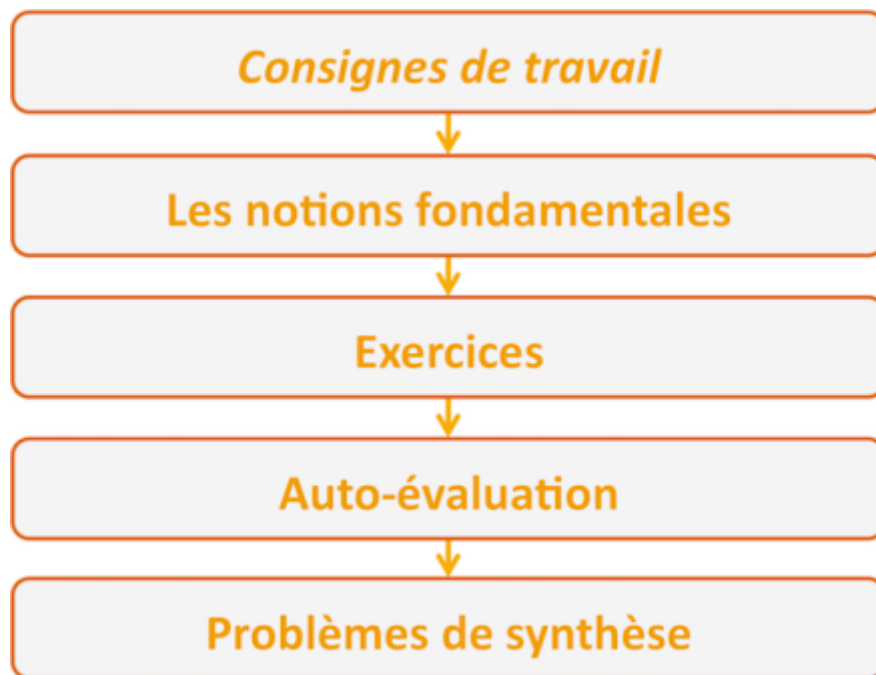 Consignes de travail
Les notions fondamentales
Exercices
Auto-évaluation
Problèmes de synthèse